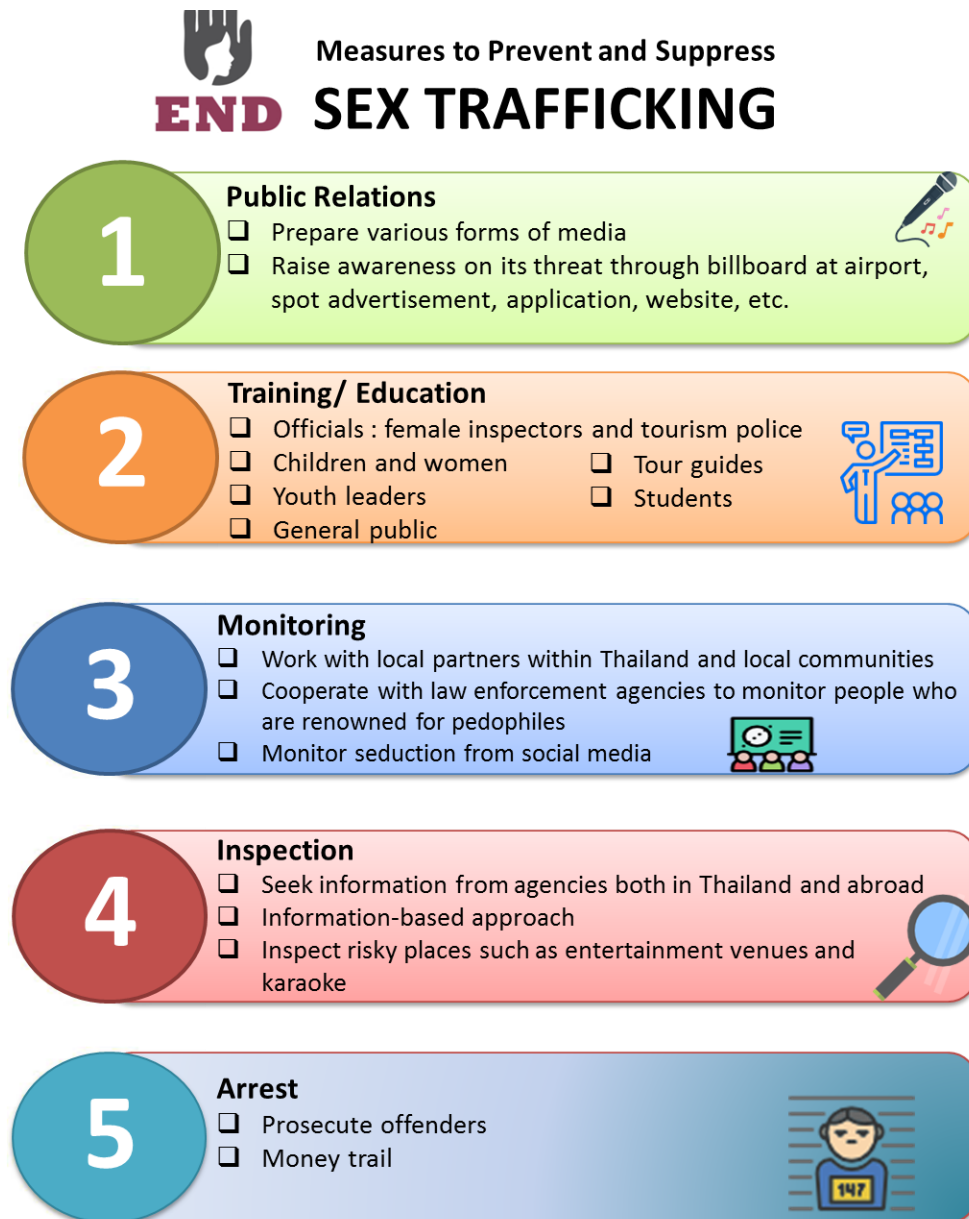 Measures to Prevent and Suppress
END SEX TRAFFICKING
1
Public Relations
❑ Prepare various forms of media
❑ Raise awareness on its threat through billboard at airport,
spot advertisement, application, website, etc.
2
Training/ Education
❑ Officials : female inspectors and tourism police
❑ Children and women ❑ Tour guides
❑ Youth leaders ❑ Students
❑ General public
3
Monitoring
❑ Work with local partners within Thailand and local communities
❑ Cooperate with law enforcement agencies to monitor people who
are renowned for pedophiles
❑ Monitor seduction from social media
4
Inspection
❑ Seek information from agencies both in Thailand and abroad
❑ Information-based approach
❑ Inspect risky places such as entertainment venues and
karaoke
5
Arrest
❑ Prosecute offenders
❑ Money trail
147